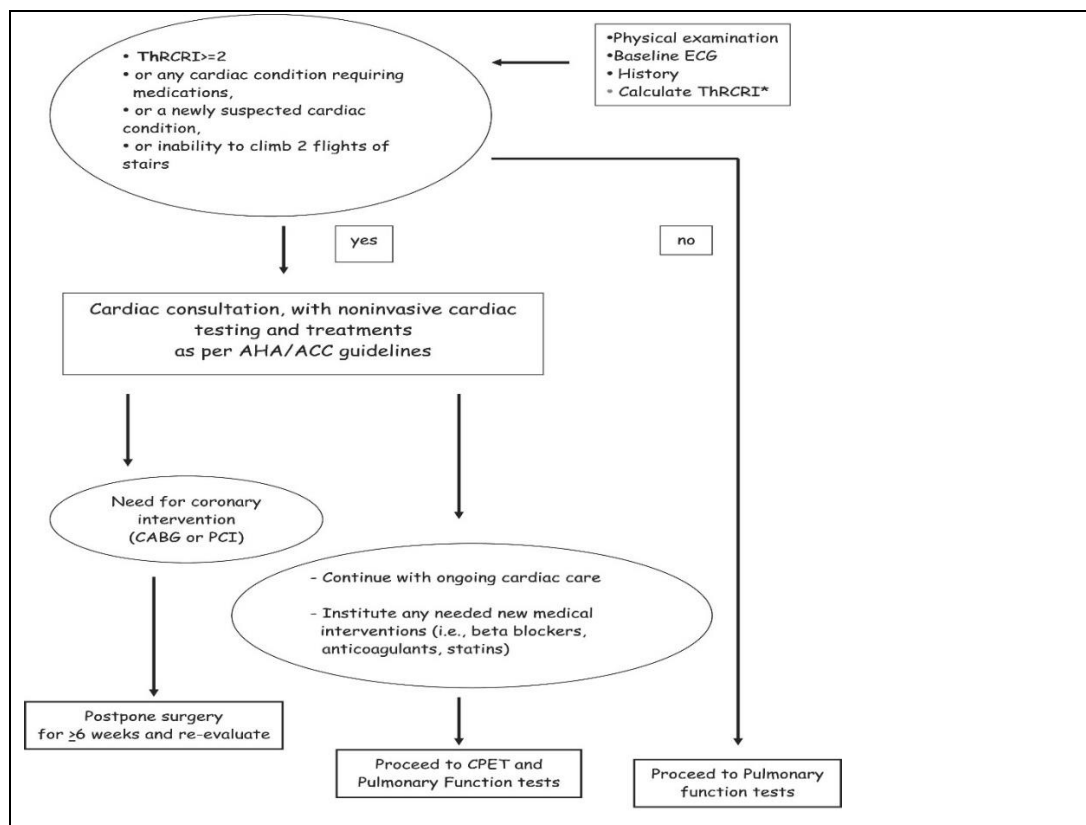 •Physical examination
•Baseline ECG
• History
• Calculate ThRCRI*
• ThRCRI>=2
• or any cardiac condition requiring
medications,
• or a newly suspected cardiac
condition,
• or inability to climb 2 flights of
stairs
yes
no
Cardiac consultation, with noninvasive cardiac
testing and treatments
as per AHA/ACC guidelines
Need for coronary
intervention
(CABG or PCI)
- Continue with ongoing cardiac care
- Institute any needed new medical
interventions (i.e., beta blockers,
anticoagulants, statins)
Postpone surgery
for ≥6 weeks and re-evaluate
Proceed to CPET and
Pulmonary Function tests
Proceed to Pulmonary
function tests